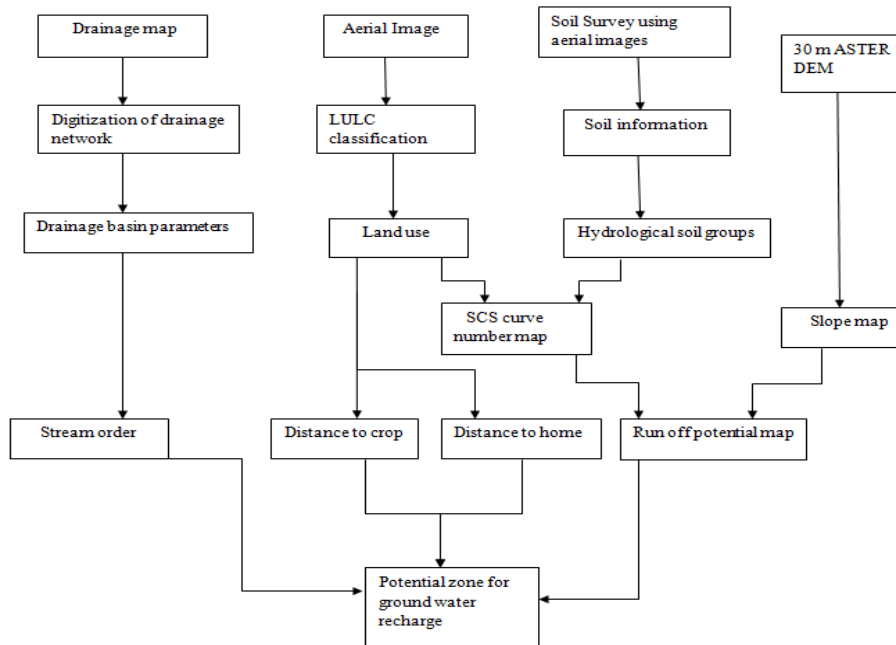 Drainage map
Aerial Image
Soil Survey using
aerial images
30 m ASTER
DEM
Digitization of drainage
network
LULC
classification
Soil information
Drainage basin parameters
Land use
Hydrological soil groups
SCS curve
number map
Slope map
Stream order
Distance to crop
Distance to home
Run off potential map
Potential zone for
ground water
recharge